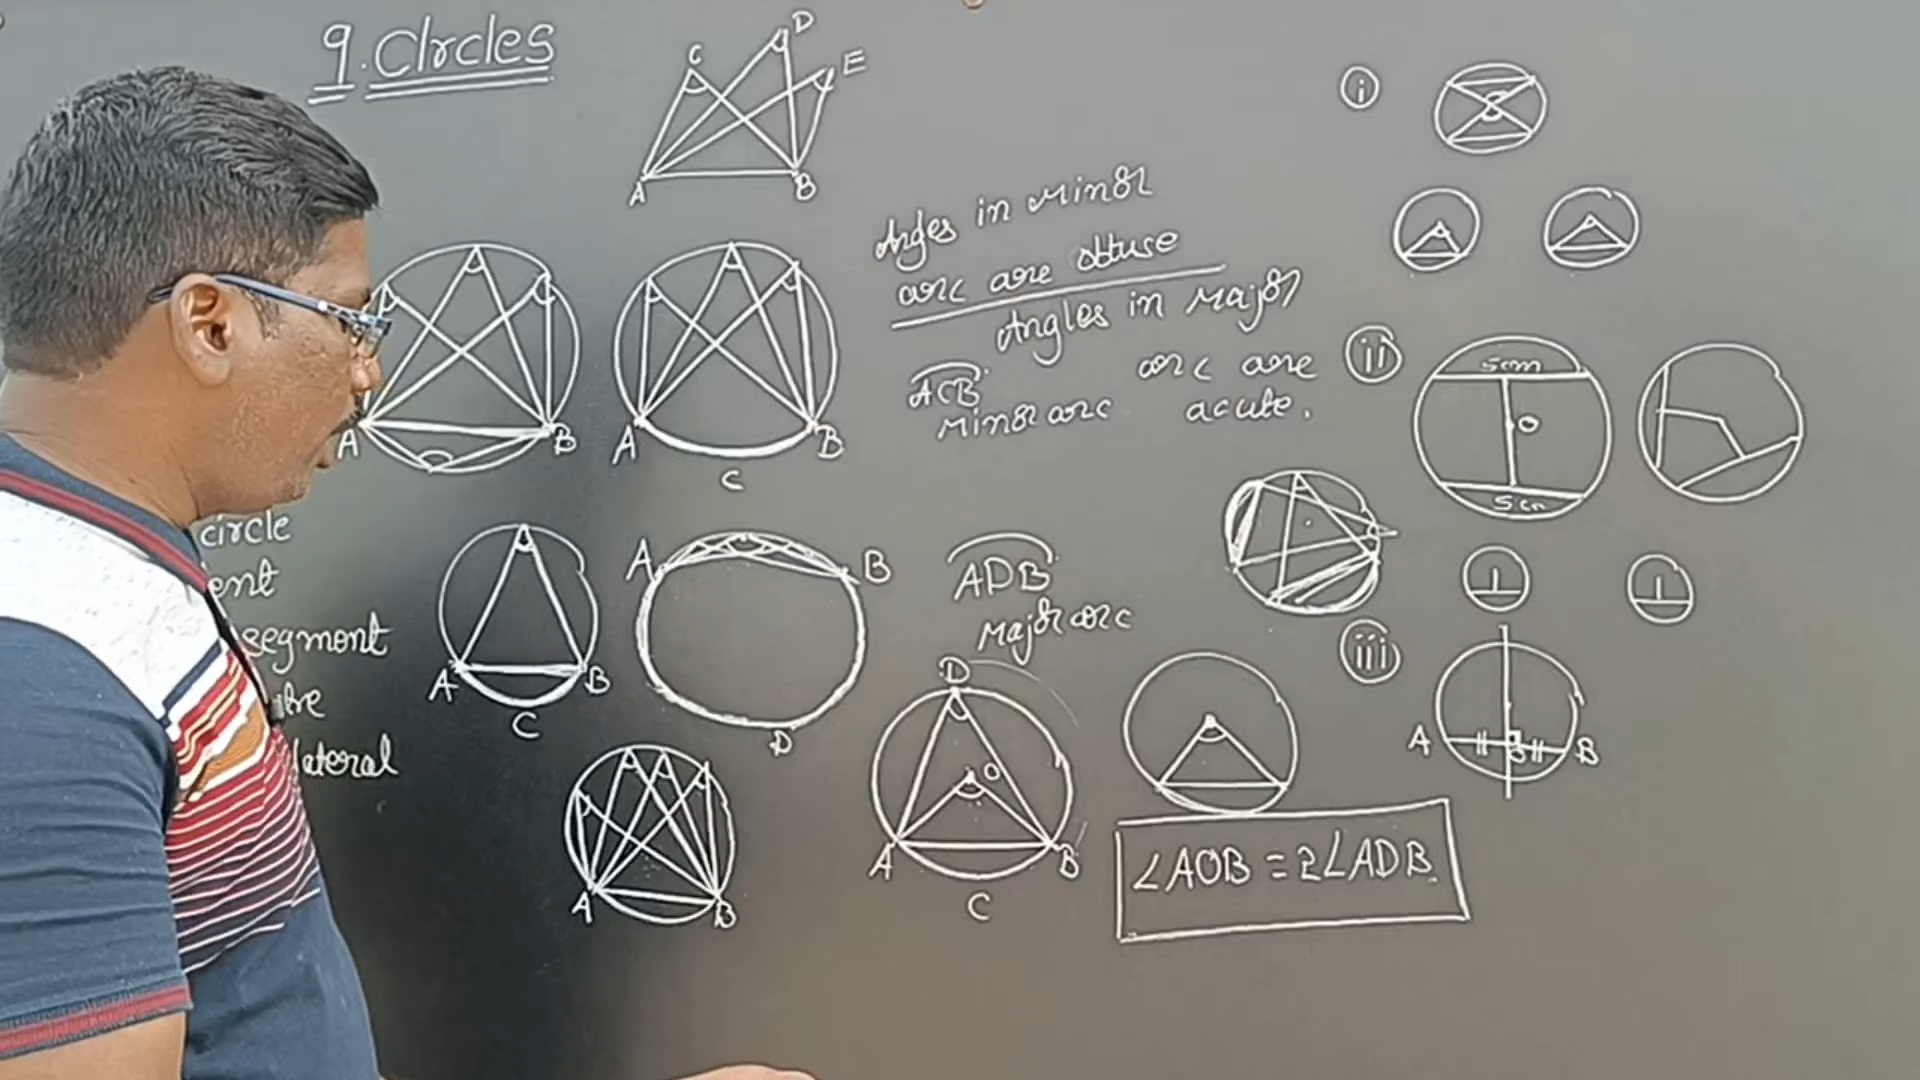 9. Circles
C
D
E
A
B
i
Angles in minor
arc are obtuse
Angles in Major
arc are
acute.
ACB
Minor arc
A
B
A
B
C
ii
5cm
O
5cm
circle
ent
segment
lateral
A
B
C
A
B
D
ADB
Major arc
iii
A
B
A
B
D
O
A
B
C
∠AOB = 2∠ADB